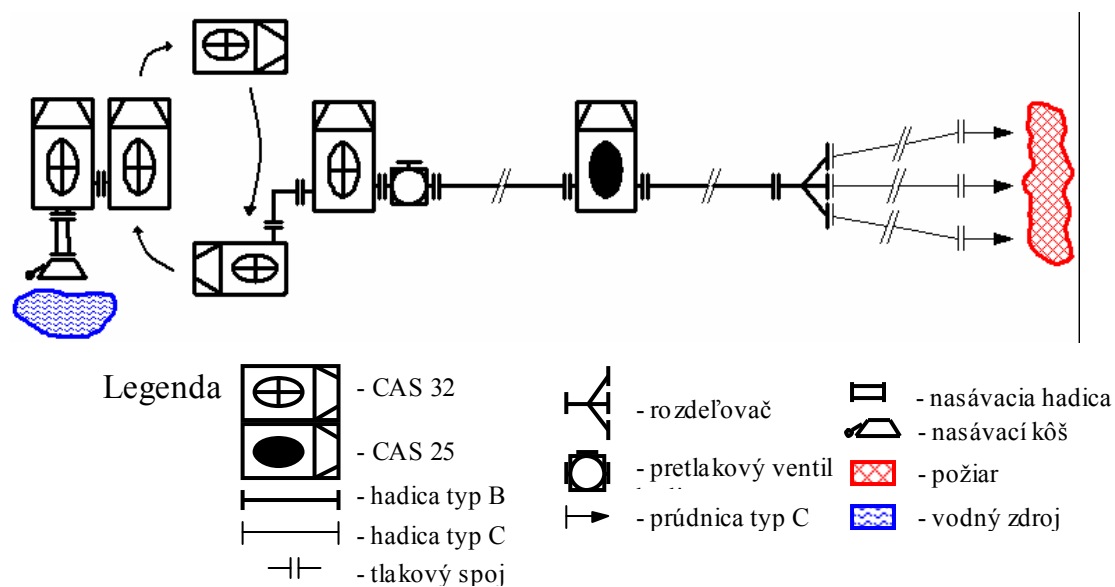 Legenda
- CAS 32
- CAS 25
- hadica typ B
- hadica typ C
- tlakový spoj
- rozdeľovač
- pretlakový ventil
- prúdnica typ C
- nasávacia hadica
- nasávací kôš
- požiar
- vodný zdroj